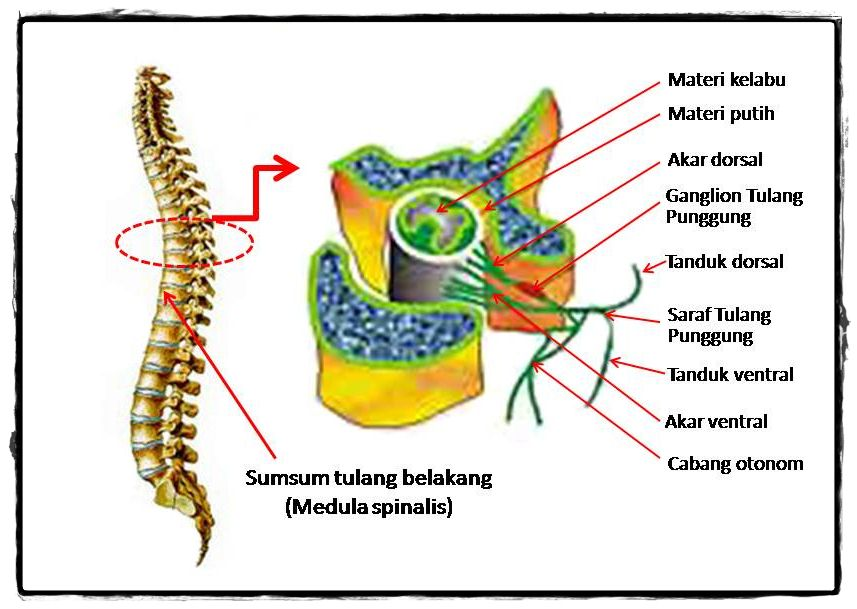 Materi kelabu
Materi putih
Akar dorsal
Ganglion Tulang
Punggung
Tanduk dorsal
Saraf Tulang
Punggung
Tanduk ventral
Akar ventral
Cabang otonom
Sumsum tulang belakang
(Medula spinalis)